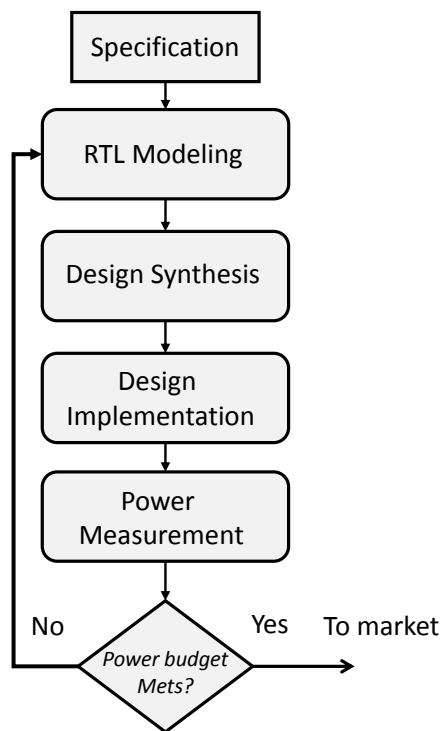 Specification
RTL Modeling
Design Synthesis
Design
Implementation
Power
Measurement
No
Yes
To market
Power budget
Mets?